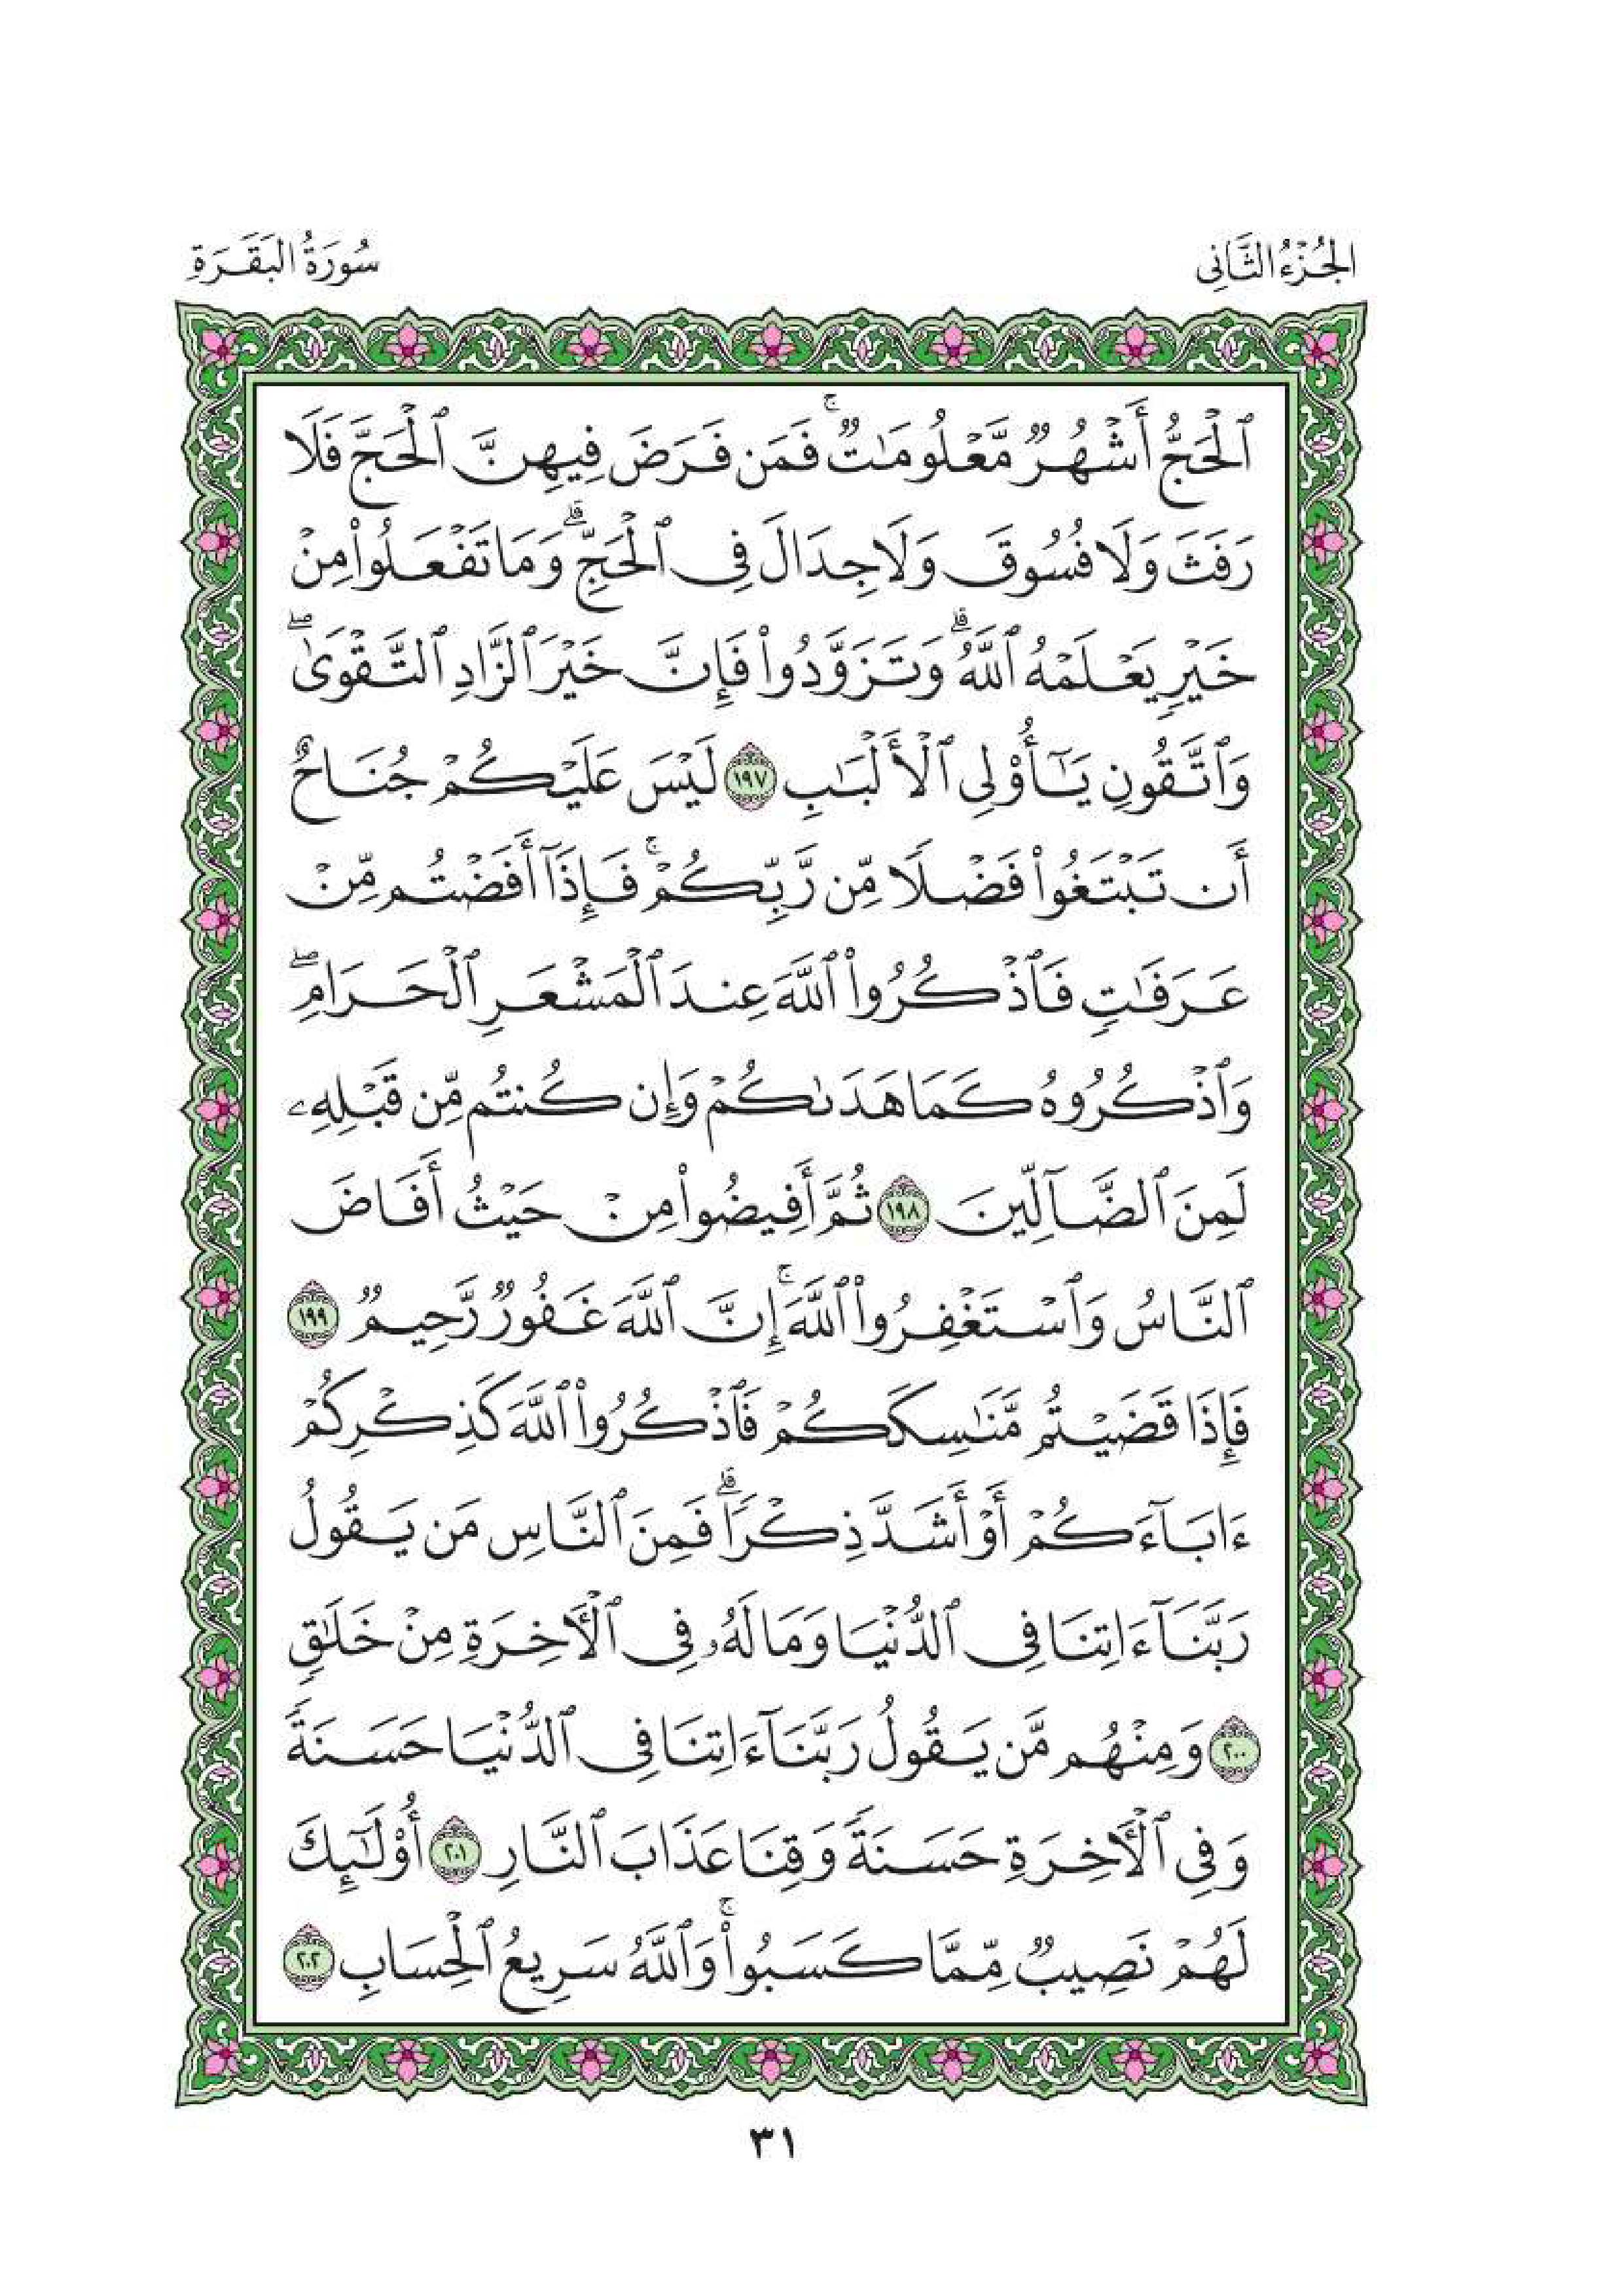 الجُزْءُ الثَّانِي
سُورَةُ البَقَرَةِ
ٱلْحَجُّ أَشْهُرٌ مَّعْلُومَٰتٌ ۚ فَمَن فَرَضَ فِيهِنَّ ٱلْحَجَّ فَلَا
رَفَثَ وَلَا فُسُوقَ وَلَا جِدَالَ فِى ٱلْحَجِّ ۗ وَمَا تَفْعَلُوا۟ مِنْ
خَيْرٍ يَعْلَمْهُ ٱللَّهُ ۗ وَتَزَوَّدُوا۟ فَإِنَّ خَيْرَ ٱلزَّادِ ٱلتَّقْوَىٰ ۖ
وَٱتَّقُونِ يَٰٓأُو۟لِى ٱلْأَلْبَٰبِ ١٩٧ لَيْسَ عَلَيْكُمْ جُنَاحٌ
أَن تَبْتَغُوا۟ فَضْلًا مِّن رَّبِّكُمْ ۚ فَإِذَآ أَفَضْتُم مِّنْ
عَرَفَٰتٍ فَٱذْكُرُوا۟ ٱللَّهَ عِندَ ٱلْمَشْعَرِ ٱلْحَرَامِ ۖ
وَٱذْكُرُوهُ كَمَا هَدَىٰكُمْ وَإِن كُنتُم مِّن قَبْلِهِۦ
لَمِنَ ٱلضَّآلِّينَ ١٩٨ ثُمَّ أَفِيضُوا۟ مِنْ حَيْثُ أَفَاضَ
ٱلنَّاسُ وَٱسْتَغْفِرُوا۟ ٱللَّهَ ۚ إِنَّ ٱللَّهَ غَفُورٌ رَّحِيمٌ ١٩٩
فَإِذَا قَضَيْتُم مَّنَٰسِكَكُمْ فَٱذْكُرُوا۟ ٱللَّهَ كَذِكْرِكُمْ
ءَابَآءَكُمْ أَوْ أَشَدَّ ذِكْرًا ۗ فَمِنَ ٱلنَّاسِ مَن يَقُولُ
رَبَّنَآ ءَاتِنَا فِى ٱلدُّنْيَا وَمَا لَهُۥ فِى ٱلْأَخِرَةِ مِنْ خَلَٰقٍ
٢٠٠ وَمِنْهُم مَّن يَقُولُ رَبَّنَآ ءَاتِنَا فِى ٱلدُّنْيَا حَسَنَةً
وَفِى ٱلْأَخِرَةِ حَسَنَةً وَقِنَا عَذَابَ ٱلنَّارِ ٢٠١ أُو۟لَٰٓئِكَ
لَهُمْ نَصِيبٌ مِّمَّا كَسَبُوا۟ ۚ وَٱللَّهُ سَرِيعُ ٱلْحِسَابِ ٢٠٢
٣١